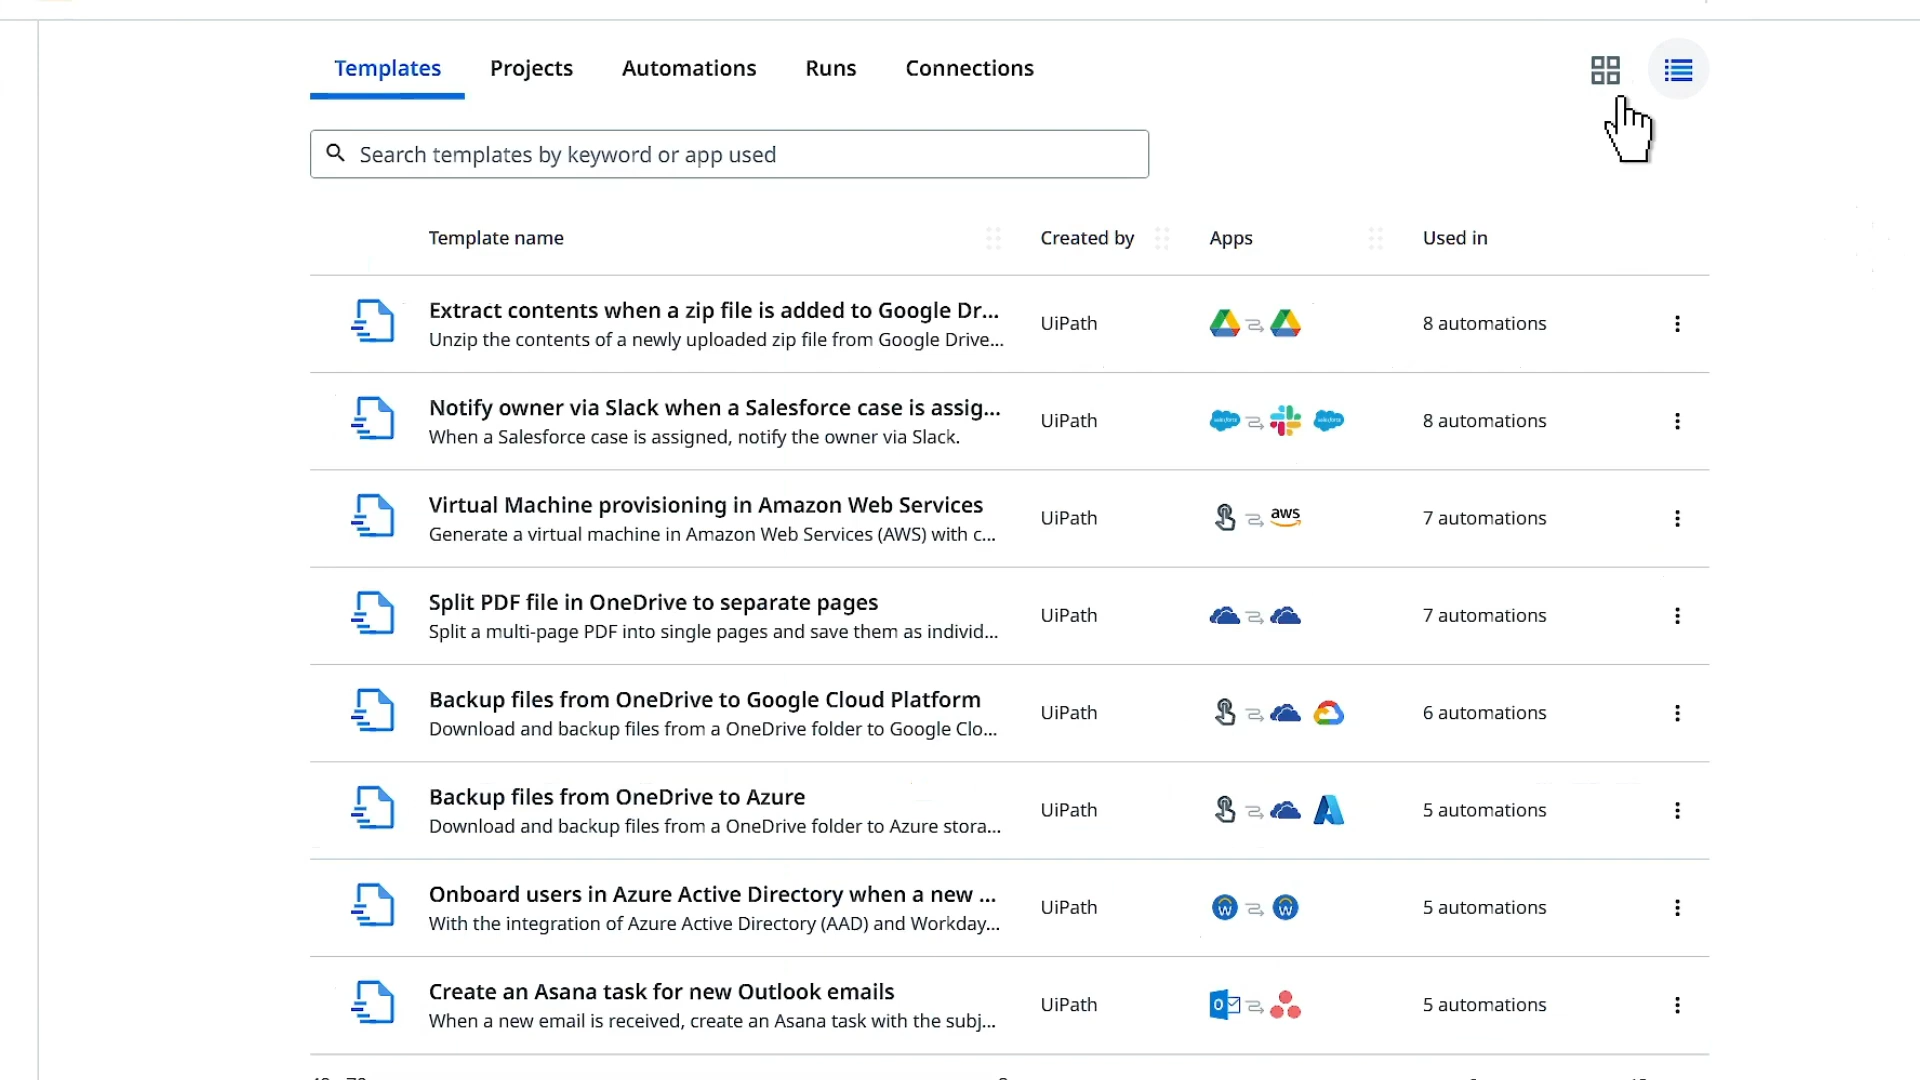 Templates Projects Automations Runs Connections
Search templates by keyword or app used
Template name Created by Apps Used in
Extract contents when a zip file is added to Google Dr...
Unzip the contents of a newly uploaded zip file from Google Drive...
UiPath
8 automations
Notify owner via Slack when a Salesforce case is assig...
When a Salesforce case is assigned, notify the owner via Slack.
UiPath
8 automations
Virtual Machine provisioning in Amazon Web Services
Generate a virtual machine in Amazon Web Services (AWS) with c...
UiPath
aws
7 automations
Split PDF file in OneDrive to separate pages
Split a multi-page PDF into single pages and save them as individ...
UiPath
7 automations
Backup files from OneDrive to Google Cloud Platform
Download and backup files from a OneDrive folder to Google Clo...
UiPath
6 automations
Backup files from OneDrive to Azure
Download and backup files from a OneDrive folder to Azure stora...
UiPath
5 automations
Onboard users in Azure Active Directory when a new ...
With the integration of Azure Active Directory (AAD) and Workday...
UiPath
5 automations
Create an Asana task for new Outlook emails
When a new email is received, create an Asana task with the subj...
UiPath
5 automations